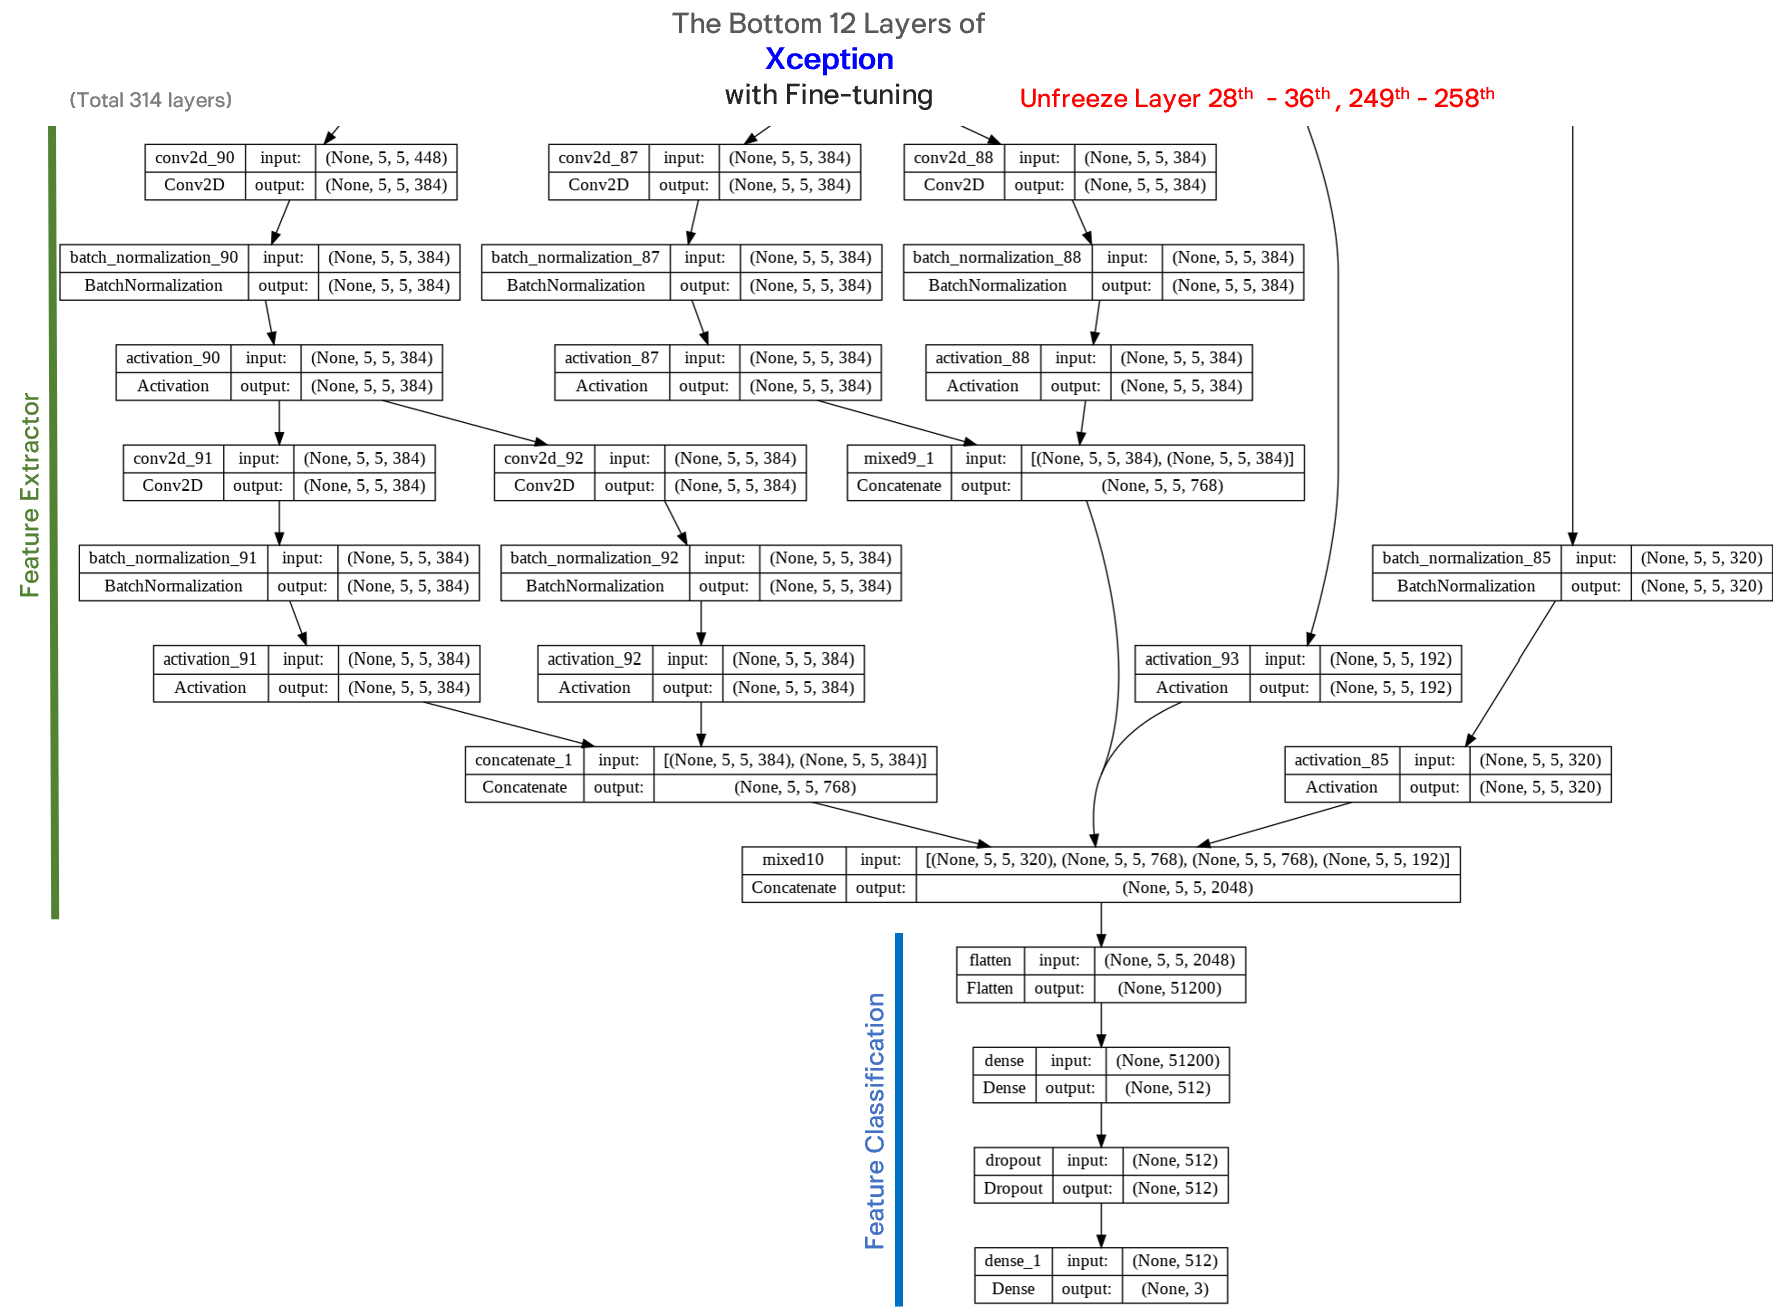 The Bottom 12 Layers of
Xception
with Fine-tuning
(Total 314 layers)
Unfreeze Layer 28th - 36th , 249th - 258th
Feature Extractor
conv2d_90 input: (None, 5, 5, 448)
Conv2D output: (None, 5, 5, 384)
conv2d_87 input: (None, 5, 5, 384)
Conv2D output: (None, 5, 5, 384)
conv2d_88 input: (None, 5, 5, 384)
Conv2D output: (None, 5, 5, 384)
batch_normalization_90 input: (None, 5, 5, 384)
BatchNormalization output: (None, 5, 5, 384)
batch_normalization_87 input: (None, 5, 5, 384)
BatchNormalization output: (None, 5, 5, 384)
batch_normalization_88 input: (None, 5, 5, 384)
BatchNormalization output: (None, 5, 5, 384)
activation_90 input: (None, 5, 5, 384)
Activation output: (None, 5, 5, 384)
activation_87 input: (None, 5, 5, 384)
Activation output: (None, 5, 5, 384)
activation_88 input: (None, 5, 5, 384)
Activation output: (None, 5, 5, 384)
conv2d_91 input: (None, 5, 5, 384)
Conv2D output: (None, 5, 5, 384)
conv2d_92 input: (None, 5, 5, 384)
Conv2D output: (None, 5, 5, 384)
mixed9_1 input: [(None, 5, 5, 384), (None, 5, 5, 384)]
Concatenate output: (None, 5, 5, 768)
batch_normalization_91 input: (None, 5, 5, 384)
BatchNormalization output: (None, 5, 5, 384)
batch_normalization_92 input: (None, 5, 5, 384)
BatchNormalization output: (None, 5, 5, 384)
batch_normalization_85 input: (None, 5, 5, 320)
BatchNormalization output: (None, 5, 5, 320)
activation_91 input: (None, 5, 5, 384)
Activation output: (None, 5, 5, 384)
activation_92 input: (None, 5, 5, 384)
Activation output: (None, 5, 5, 384)
activation_93 input: (None, 5, 5, 192)
Activation output: (None, 5, 5, 192)
concatenate_1 input: [(None, 5, 5, 384), (None, 5, 5, 384)]
Concatenate output: (None, 5, 5, 768)
activation_85 input: (None, 5, 5, 320)
Activation output: (None, 5, 5, 320)
mixed10 input: [(None, 5, 5, 320), (None, 5, 5, 768), (None, 5, 5, 768), (None, 5, 5, 192)]
Concatenate output: (None, 5, 5, 2048)
Feature Classification
flatten input: (None, 5, 5, 2048)
Flatten output: (None, 51200)
dense input: (None, 51200)
Dense output: (None, 512)
dropout input: (None, 512)
Dropout output: (None, 512)
dense_1 input: (None, 512)
Dense output: (None, 3)